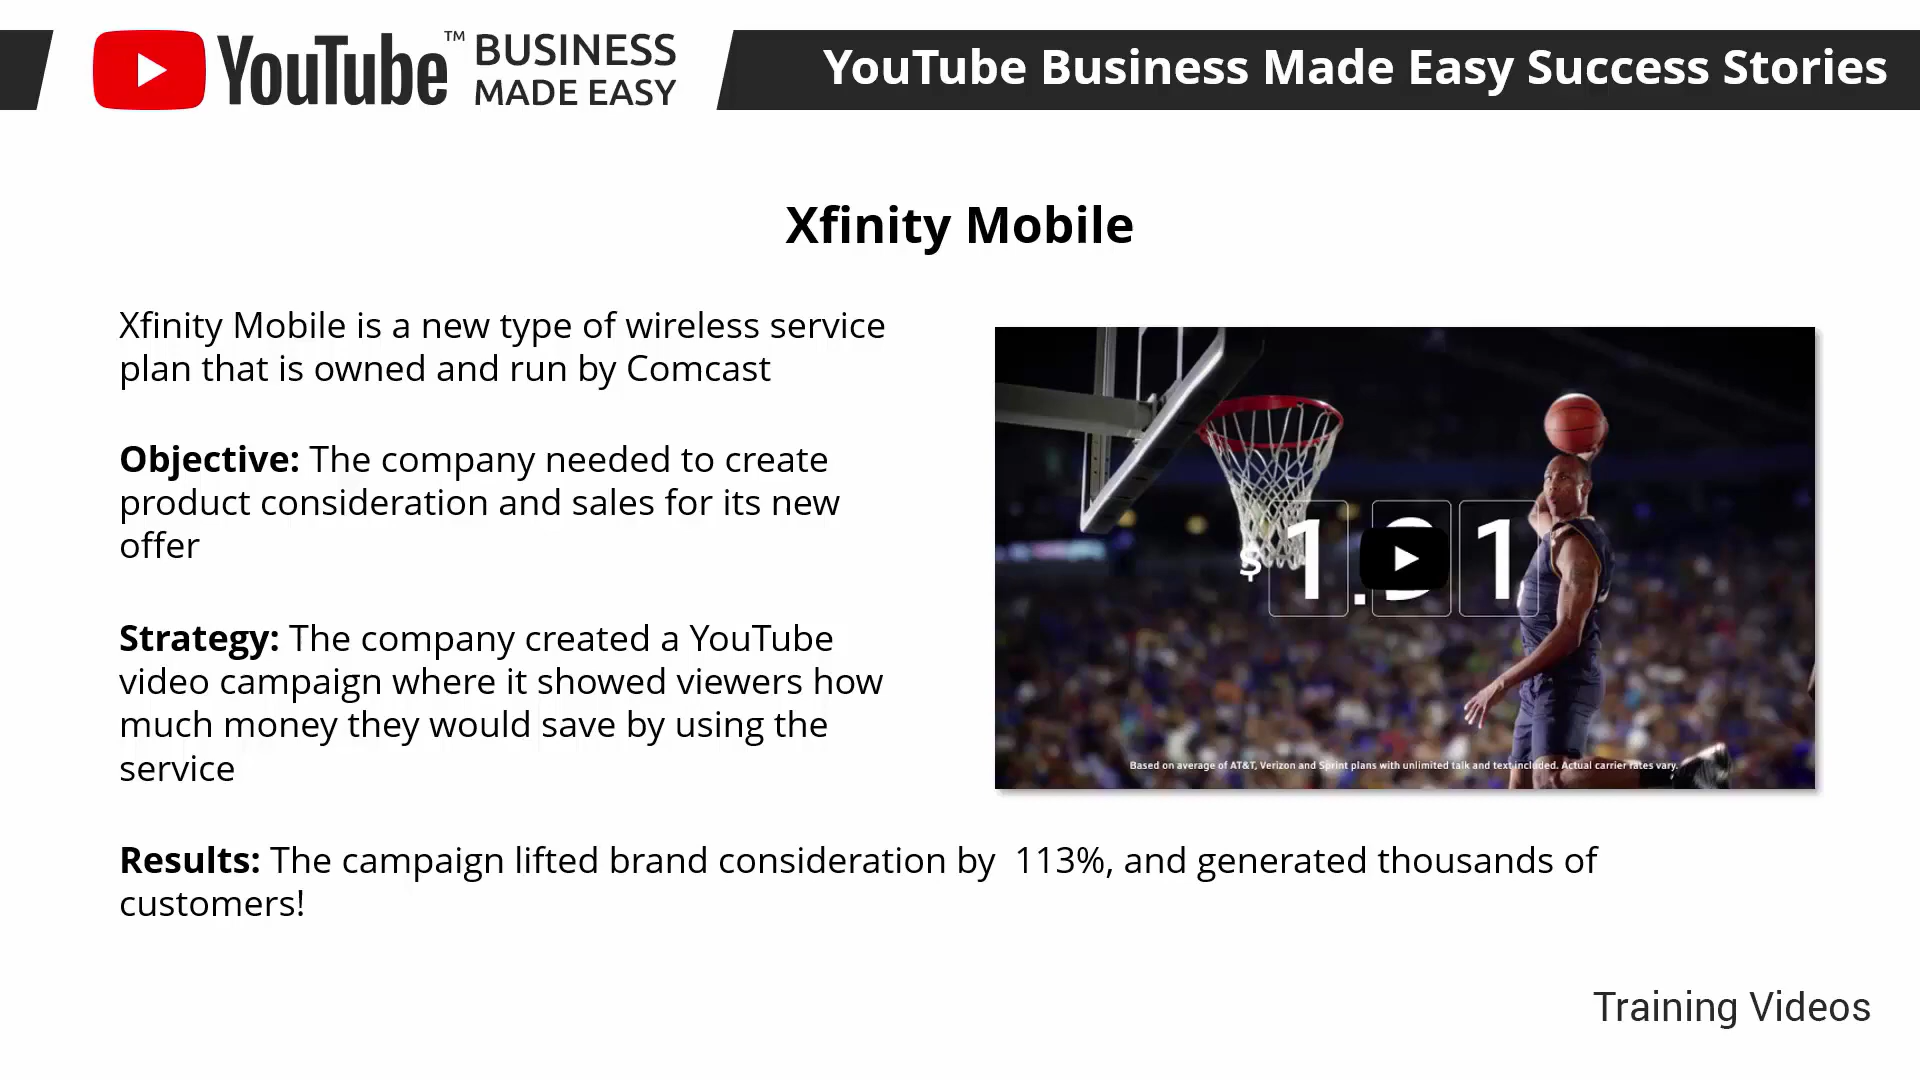 YouTube™ BUSINESS
MADE EASY
YouTube Business Made Easy Success Stories
Xfinity Mobile
Xfinity Mobile is a new type of wireless service
plan that is owned and run by Comcast
Objective: The company needed to create
product consideration and sales for its new
offer
Strategy: The company created a YouTube
video campaign where it showed viewers how
much money they would save by using the
service
Based on average of AT&T, Verizon and Sprint plans with unlimited talk and text included. Actual carrier rates vary.
Results: The campaign lifted brand consideration by  113%, and generated thousands of
customers!
Training Videos